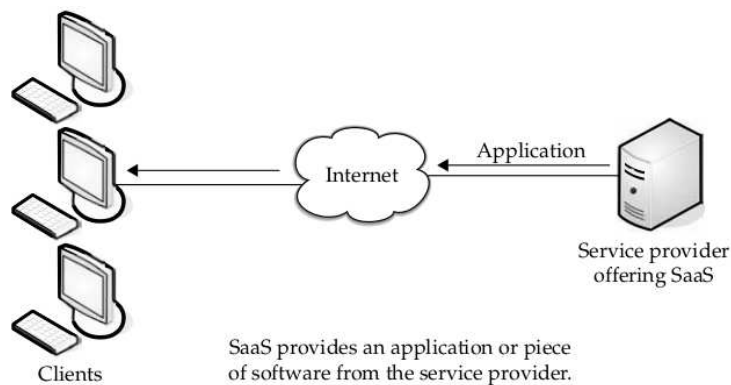 Application
Internet
Service provider
offering SaaS
Clients
SaaS provides an application or piece
of software from the service provider.